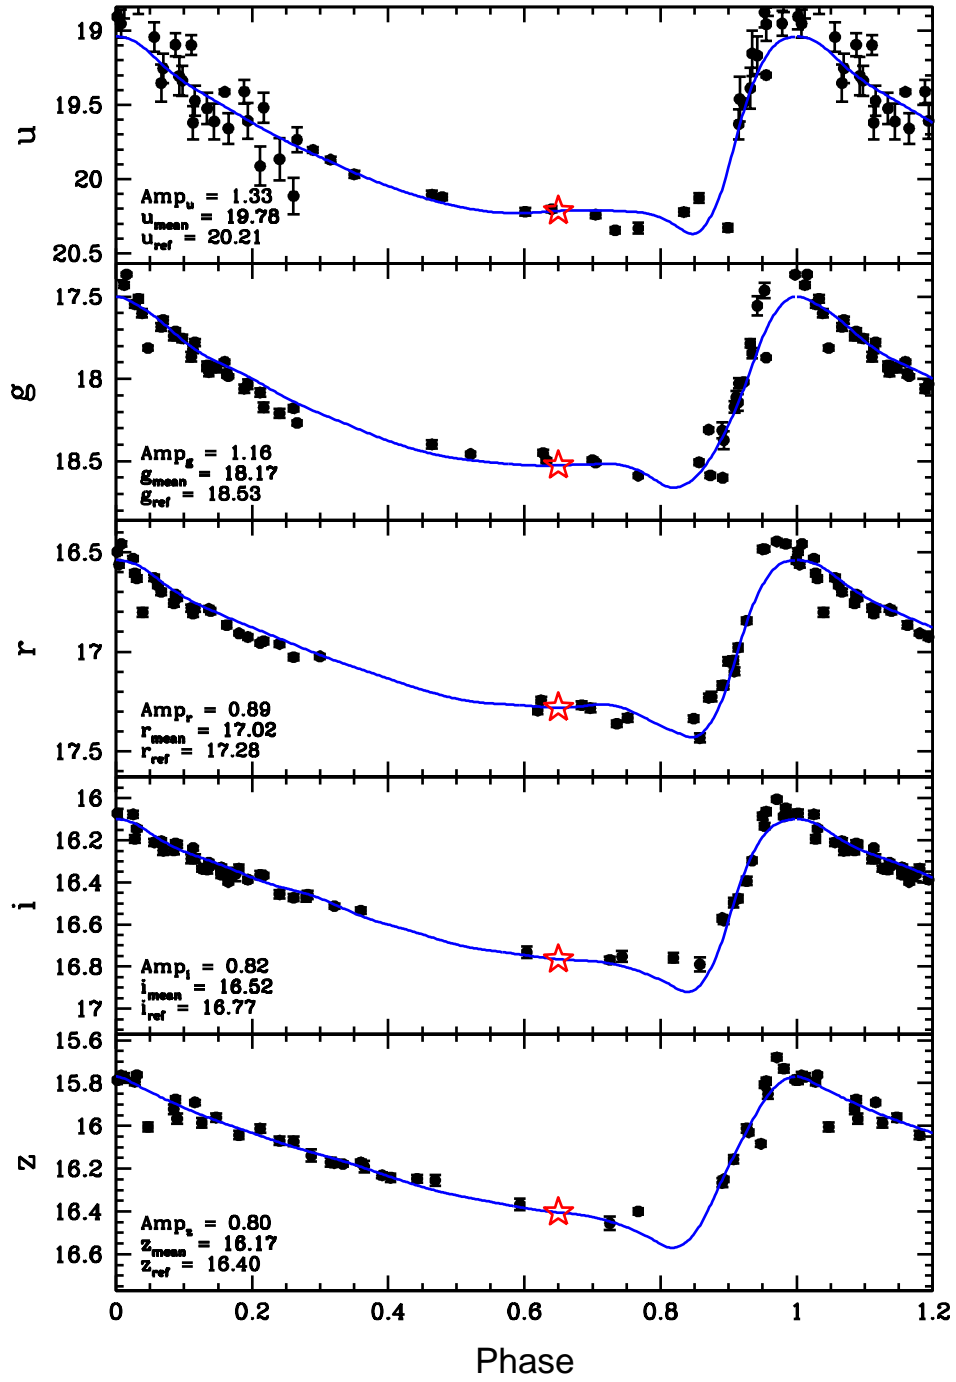 19
19.5
20
20.5
u
Amp_u = 1.33
u_mean = 19.78
u_ref = 20.21
17.5
18
18.5
g
Amp_g = 1.16
g_mean = 18.17
g_ref = 18.53
16.5
17
17.5
r
Amp_r = 0.89
r_mean = 17.02
r_ref = 17.28
16
16.2
16.4
16.6
16.8
17
i
Amp_i = 0.82
i_mean = 16.52
i_ref = 16.77
15.6
15.8
16
16.2
16.4
16.6
z
Amp_z = 0.80
z_mean = 16.17
z_ref = 16.40
0 0.2 0.4 0.6 0.8 1 1.2
Phase